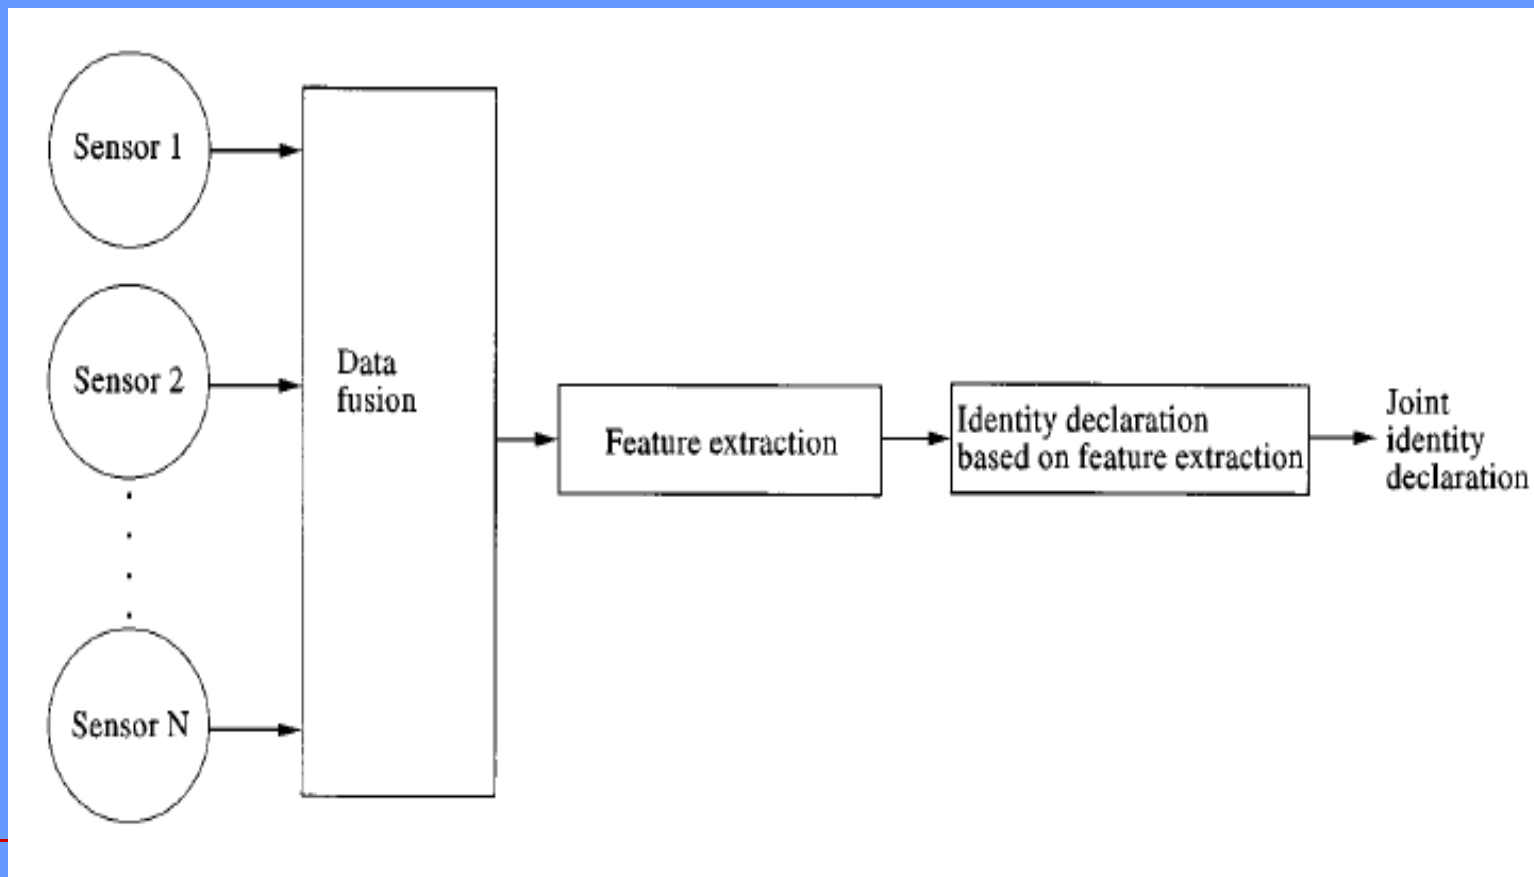 Sensor 1
Sensor 2
Sensor N
Data
fusion
Feature extraction
Identity declaration
based on feature extraction
Joint
identity
declaration